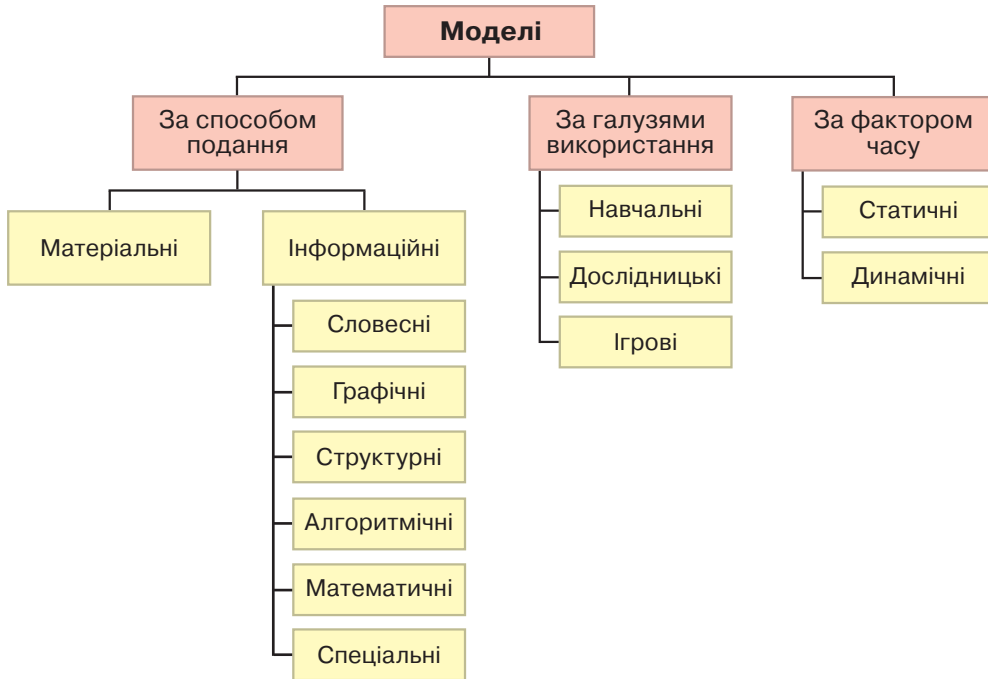 Моделі
За способом
подання
За галузями
використання
За фактором
часу
Матеріальні
Інформаційні
Словесні
Графічні
Структурні
Алгоритмічні
Математичні
Спеціальні
Навчальні
Дослідницькі
Ігрові
Статичні
Динамічні